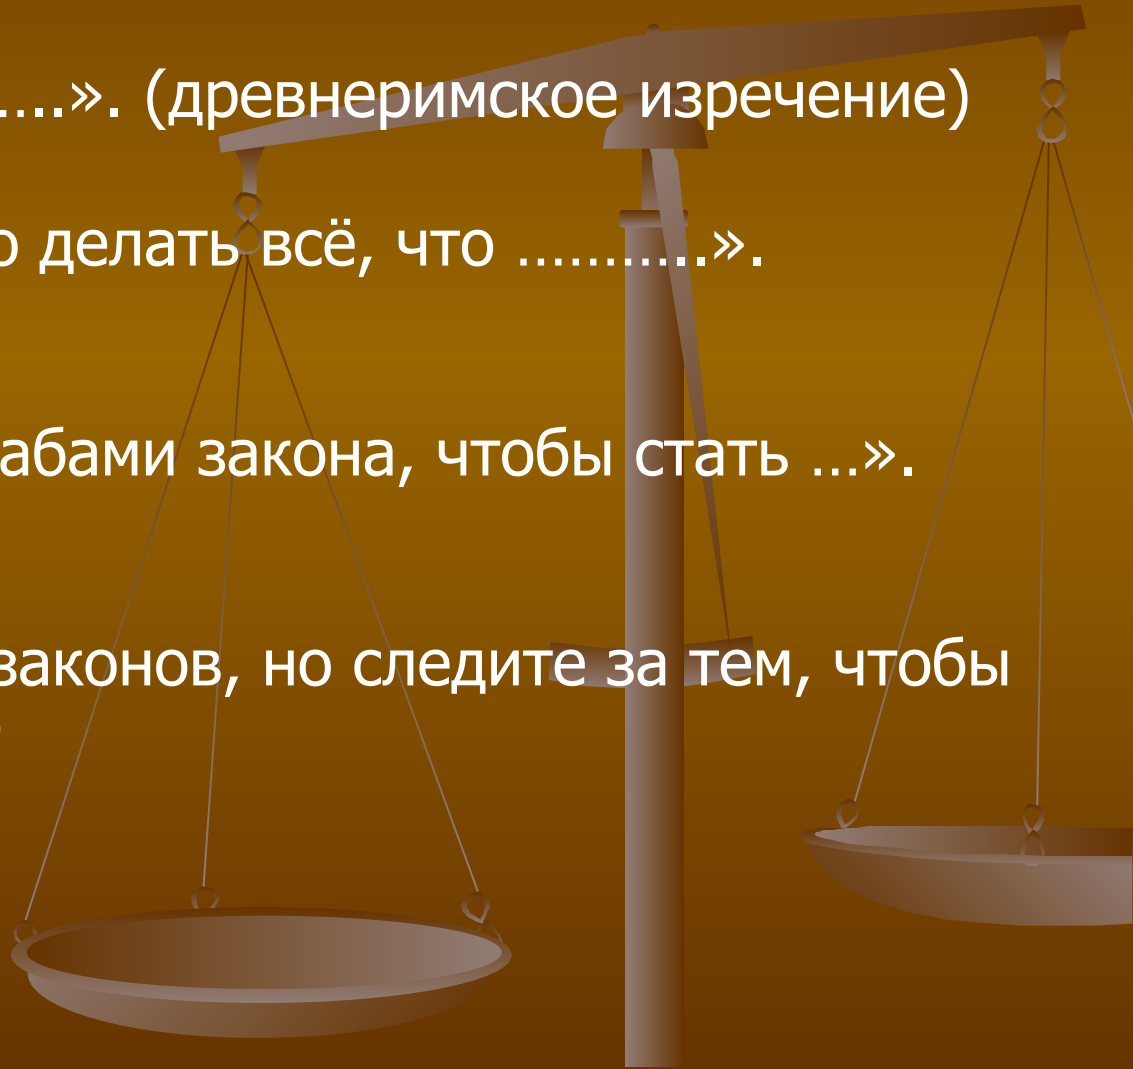 …..». (древнеримское изречение)
о делать всё, что ………..».
абами закона, чтобы стать …».
законов, но следите за тем, чтобы